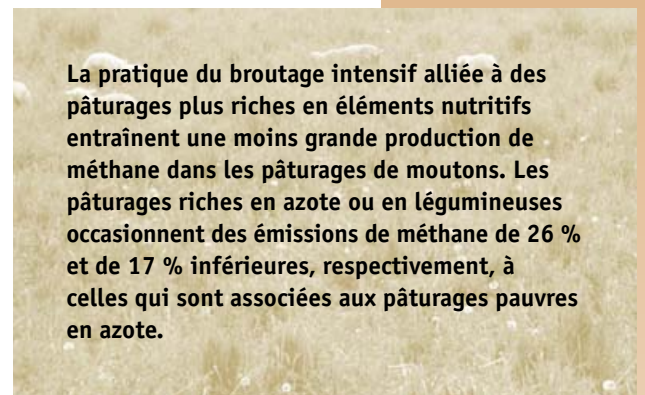 La pratique du broutage intensif alliée à des
pâturages plus riches en éléments nutritifs
entraînent une moins grande production de
méthane dans les pâturages de moutons. Les
pâturages riches en azote ou en légumineuses
occasionnent des émissions de méthane de 26 %
et de 17 % inférieures, respectivement, à
celles qui sont associées aux pâturages pauvres
en azote.